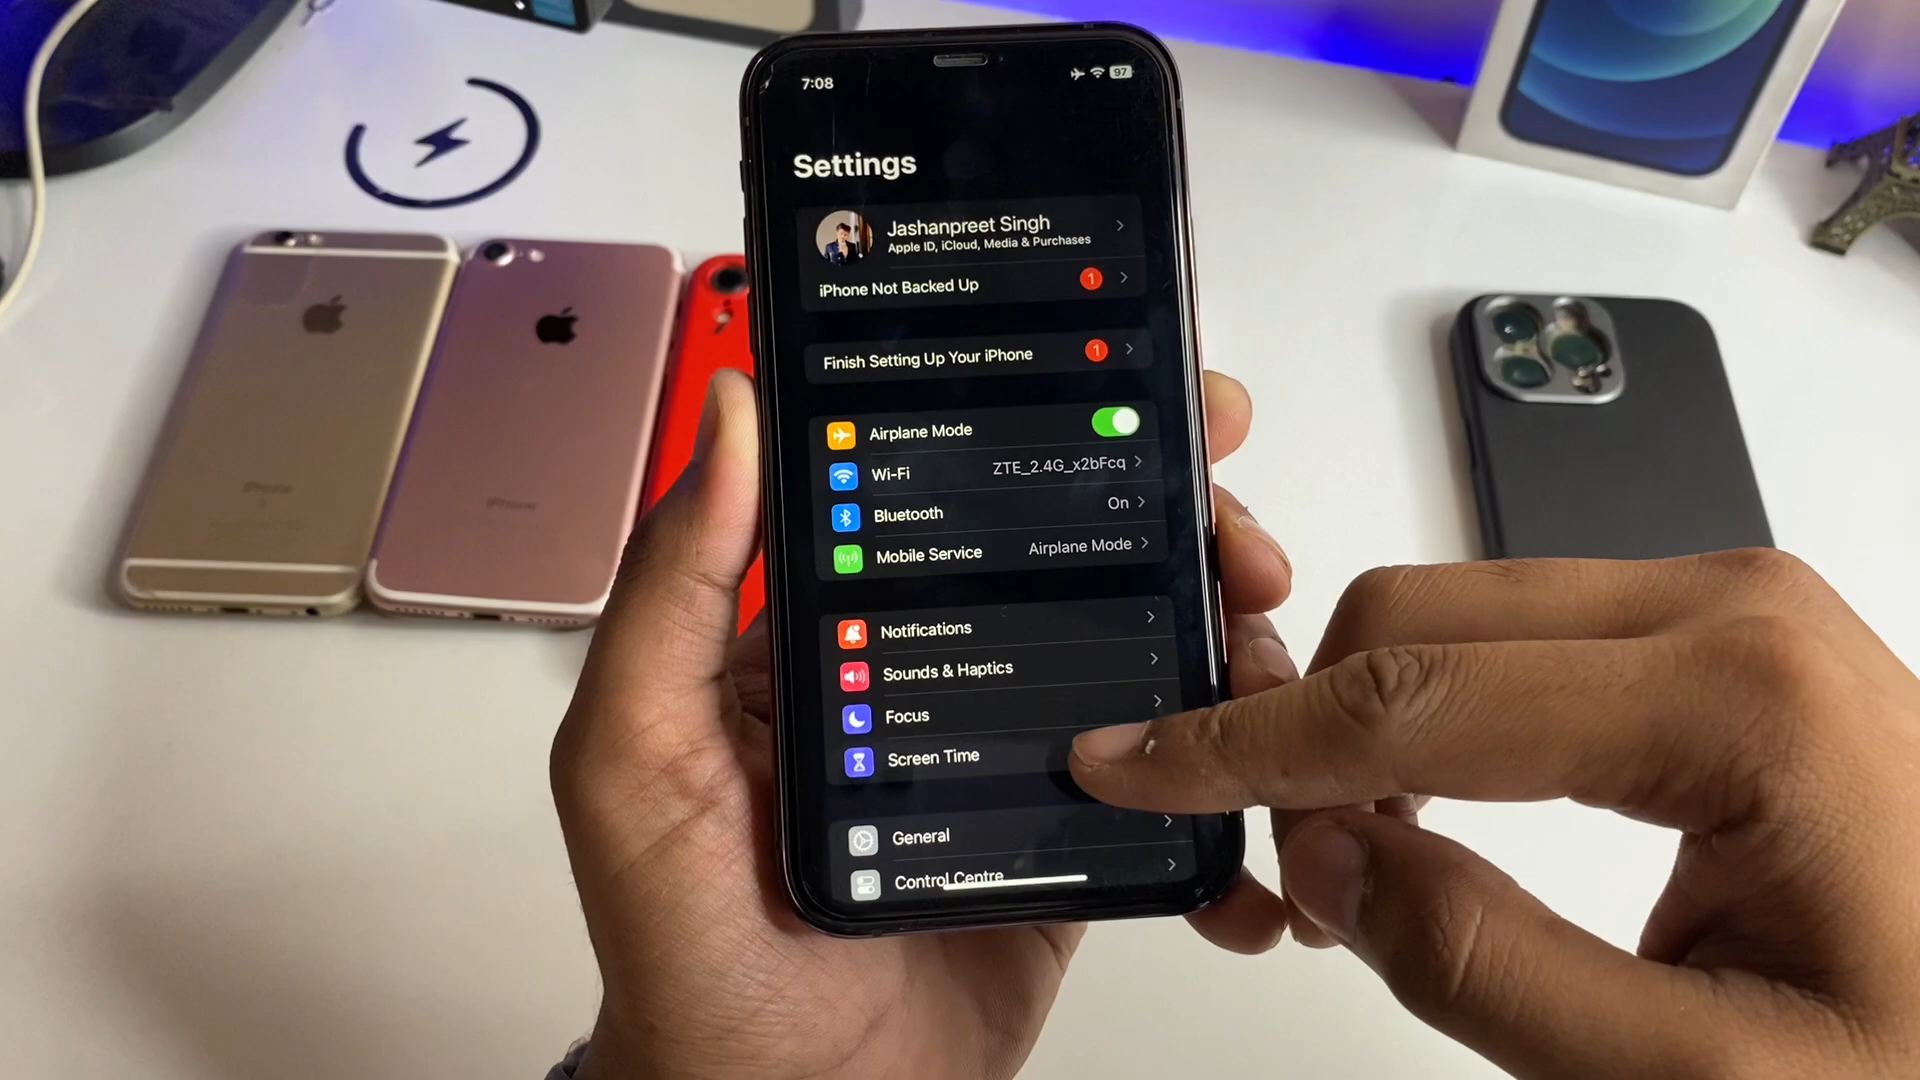 7:08
97
Settings
Jashanpreet Singh
Apple ID, iCloud, Media & Purchases
iPhone Not Backed Up 1
Finish Setting Up Your iPhone 1
Airplane Mode
Wi-Fi ZTE_2.4G_x2bFcq
Bluetooth On
Mobile Service Airplane Mode
Notifications
Sounds & Haptics
Focus
Screen Time
General
Control Centre
iPhone
iPhone